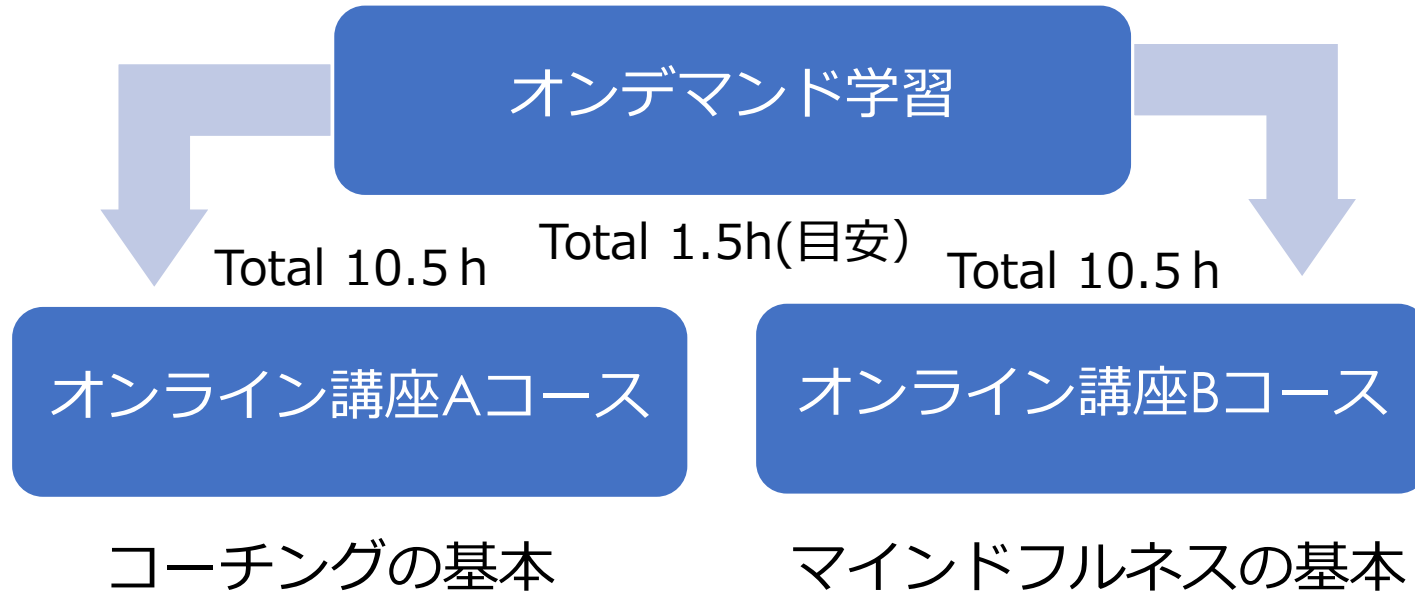 オンデマンド学習
Total 1.5h(目安）
Total 10.5 h
Total 10.5 h
オンライン講座Aコース
オンライン講座Bコース
コーチングの基本
マインドフルネスの基本